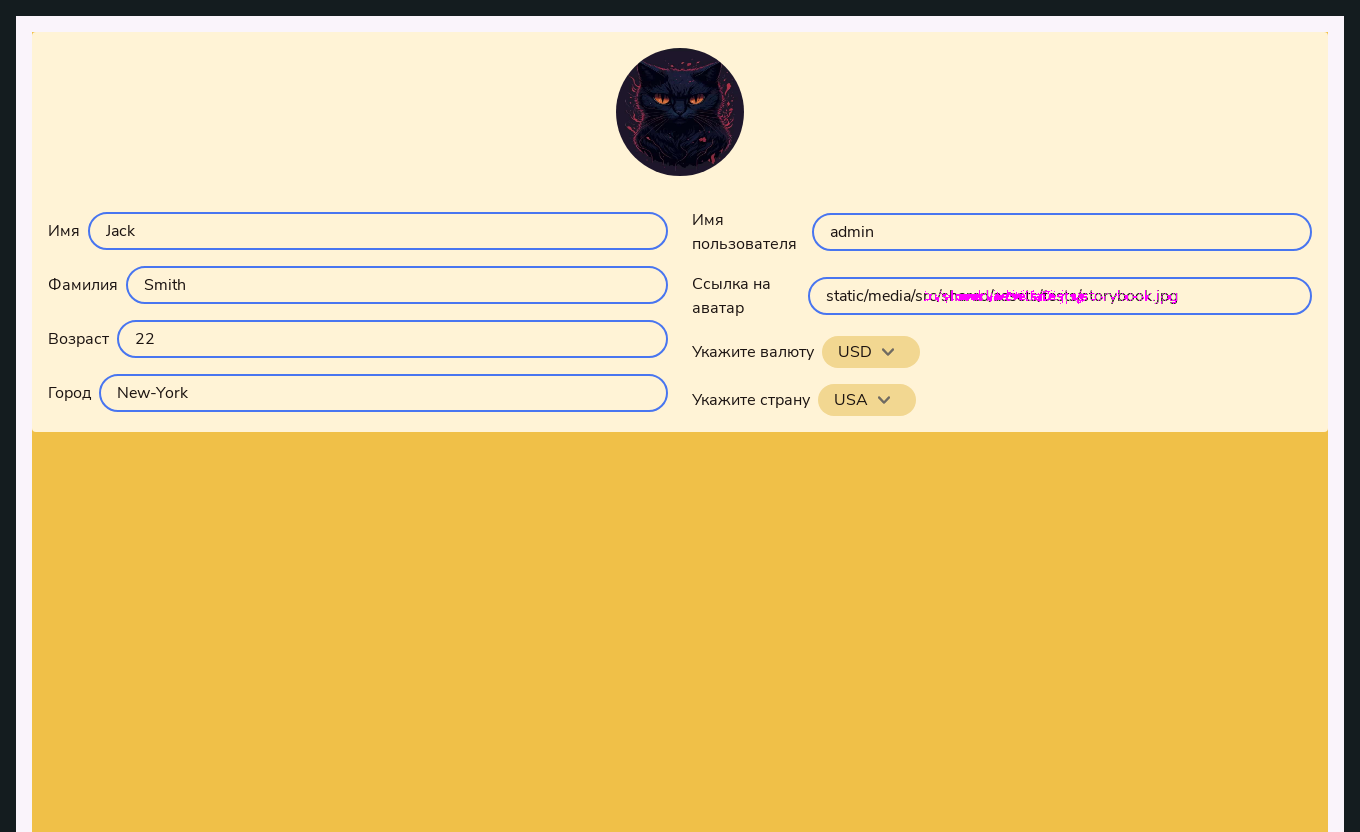 Имя
Jack
Фамилия
Smith
Возраст
22
Город
New-York
Имя
пользователя
admin
Ссылка на
аватар
static/media/src/shared/assets/tests/storybook.jpg
Укажите валюту
USD
Укажите страну
USA